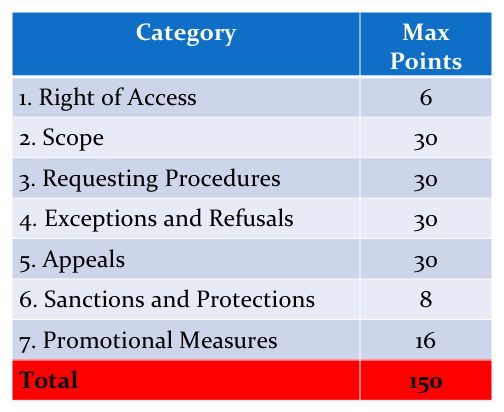 Category Max
Points
1. Right of Access 6
2. Scope 30
3. Requesting Procedures 30
4. Exceptions and Refusals 30
5. Appeals 30
6. Sanctions and Protections 8
7. Promotional Measures 16
Total 150